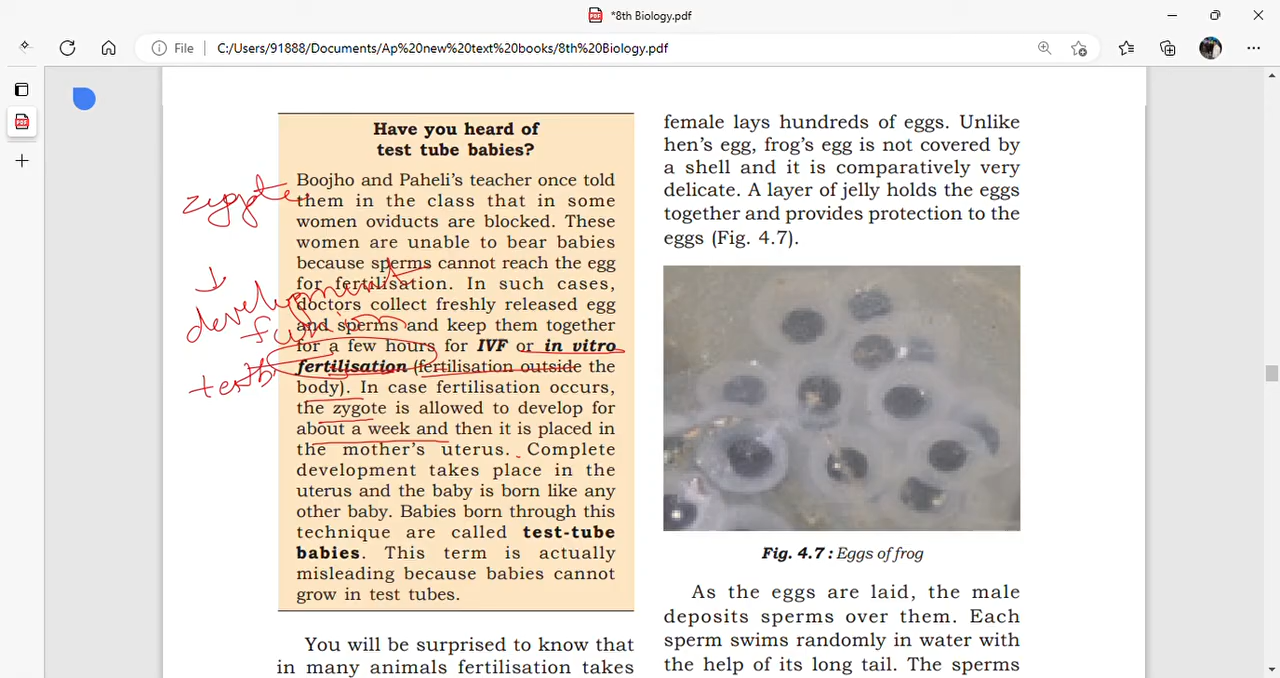 *8th Biology.pdf
File
C:/Users/91888/Documents/Ap%20new%20text%20books/8th%20Biology.pdf
Have you heard of
test tube babies?
Boojho and Paheli's teacher once told
them in the class that in some
women oviducts are blocked. These
women are unable to bear babies
because sperms cannot reach the egg
for fertilisation. In such cases,
doctors collect freshly released egg
and sperms and keep them together
for a few hours for IVF or in vitro
fertilisation (fertilisation outside the
body). In case fertilisation occurs,
the zygote is allowed to develop for
about a week and then it is placed in
the mother's uterus. Complete
development takes place in the
uterus and the baby is born like any
other baby. Babies born through this
technique are called test-tube
babies. This term is actually
misleading because babies cannot
grow in test tubes.
You will be surprised to know that
in many animals fertilisation takes
zygote
development
fusion
female lays hundreds of eggs. Unlike
hen's egg, frog's egg is not covered by
a shell and it is comparatively very
delicate. A layer of jelly holds the eggs
together and provides protection to the
eggs (Fig. 4.7).
Fig. 4.7 : Eggs of frog
As the eggs are laid, the male
deposits sperms over them. Each
sperm swims randomly in water with
the help of its long tail. The sperms